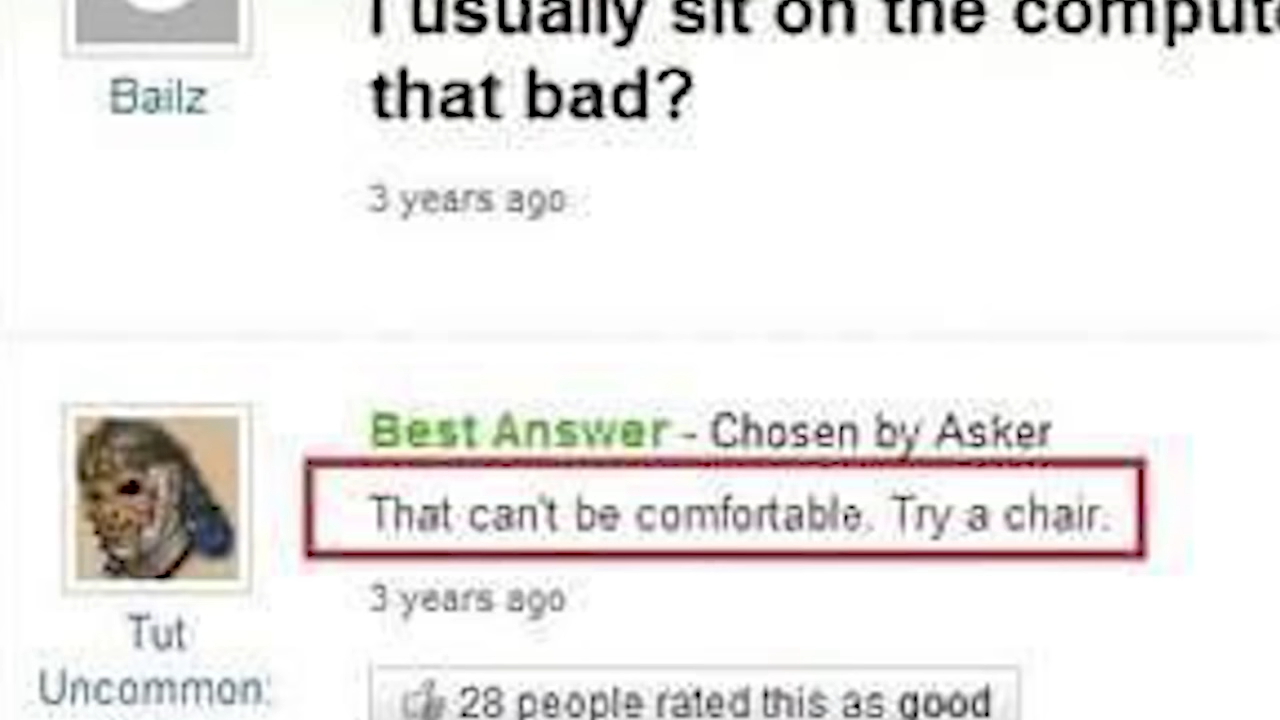 I usually sit on the compute
Bailz
that bad?
3 years ago
Best Answer - Chosen by Asker
That can't be comfortable. Try a chair.
3 years ago
Tut
Uncommon:
28 people rated this as good